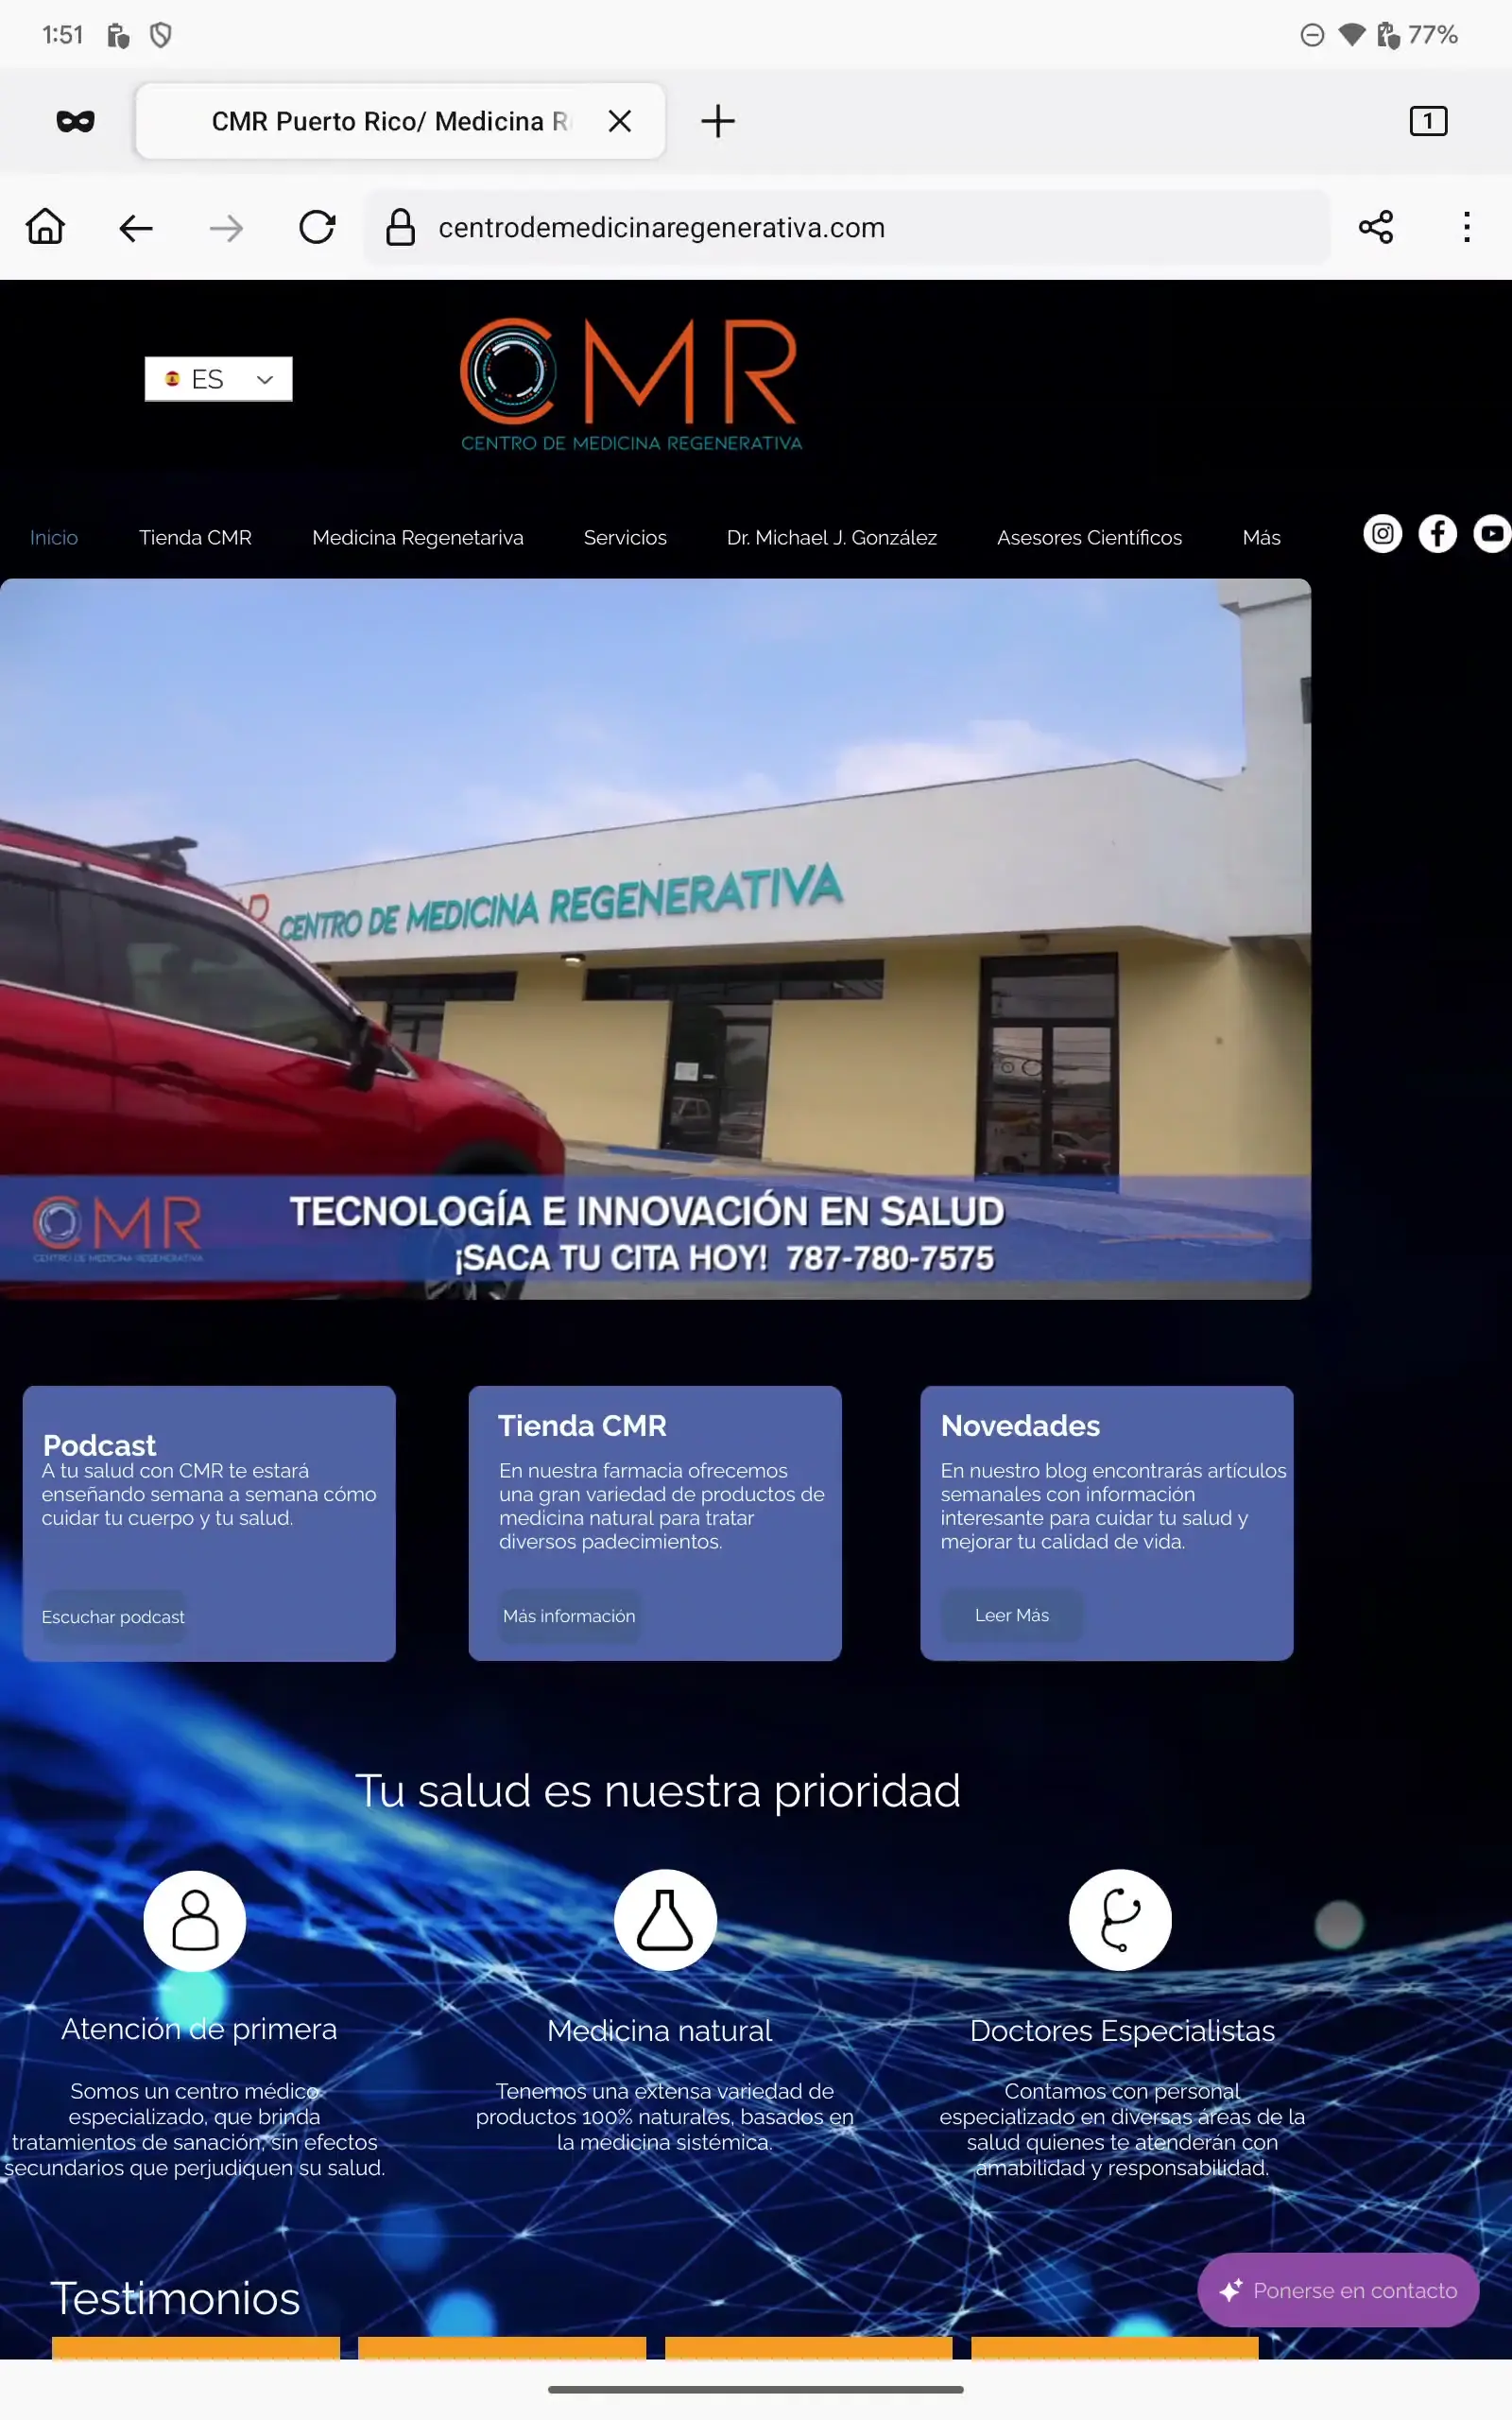 1:51
77%
CMR Puerto Rico/ Medicina R
1
centrodemedicinaregenerativa.com
ES
CMR
CENTRO DE MEDICINA REGENERATIVA
Inicio
Tienda CMR
Medicina Regenetariva
Servicios
Dr. Michael J. González
Asesores Científicos
Más
CENTRO DE MEDICINA REGENERATIVA
CMR
CENTRO DE MEDICINA REGENERATIVA
TECNOLOGÍA E INNOVACIÓN EN SALUD
¡SACA TU CITA HOY! 787-780-7575
Podcast
A tu salud con CMR te estará
enseñando semana a semana cómo
cuidar tu cuerpo y tu salud.
Escuchar podcast
Tienda CMR
En nuestra farmacia ofrecemos
una gran variedad de productos de
medicina natural para tratar
diversos padecimientos.
Más información
Novedades
En nuestro blog encontrarás artículos
semanales con información
interesante para cuidar tu salud y
mejorar tu calidad de vida.
Leer Más
Tu salud es nuestra prioridad
Atención de primera
Somos un centro médico
especializado, que brinda
tratamientos de sanación, sin efectos
secundarios que perjudiquen su salud.
Medicina natural
Tenemos una extensa variedad de
productos 100% naturales, basados en
la medicina sistémica.
Doctores Especialistas
Contamos con personal
especializado en diversas áreas de la
salud quienes te atenderán con
amabilidad y responsabilidad.
Testimonios
Ponerse en contacto